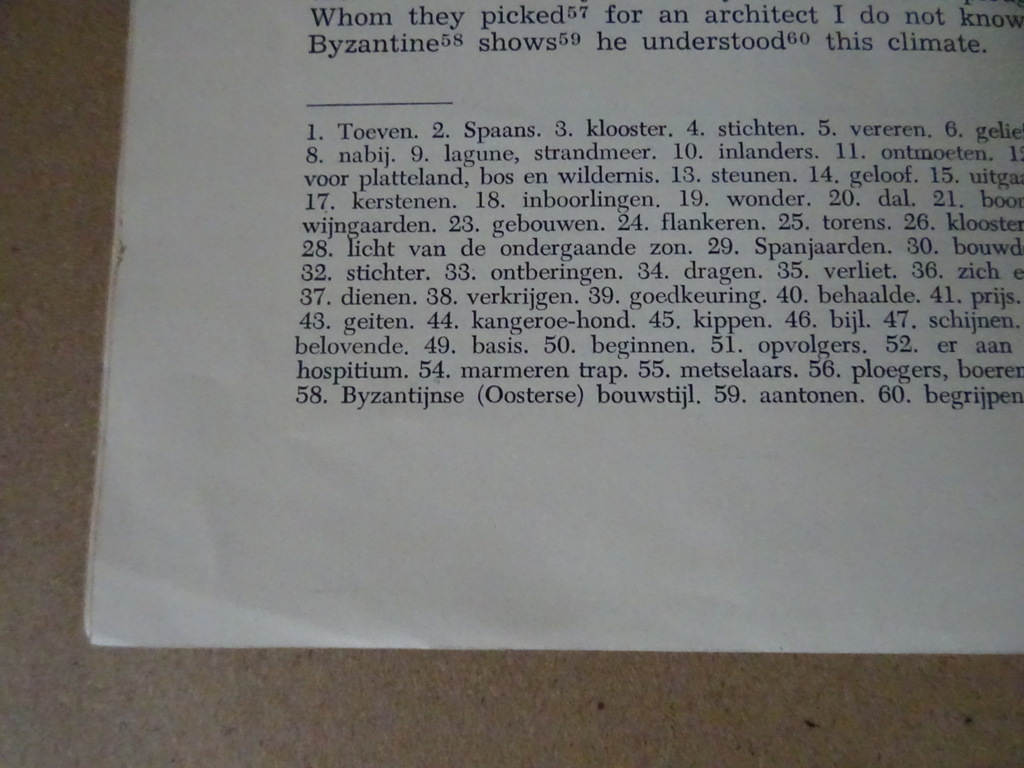 Whom they picked57 for an architect I do not know
Byzantine58 shows59 he understood60 this climate.
1. Toeven. 2. Spaans. 3. klooster. 4. stichten. 5. vereren. 6.
8. nabij. 9. lagune, strandmeer. 10. inlanders. 11. ontmoeten.
voor platteland, bos en wildernis. 13. steunen. 14. geloof. 15.
17. kerstenen. 18. inboorlingen. 19. wonder. 20. dal. 21.
wijngaarden. 23. gebouwen. 24. flankeren. 25. torens. 26. klooster
28. licht van de ondergaande zon. 29. Spanjaarden. 30.
32. stichter. 33. ontberingen. 34. dragen. 35. verliet. 36. zich
37. dienen. 38. verkrijgen. 39. goedkeuring. 40. behaalde. 41. prijs.
43. geiten. 44. kangeroe-hond. 45. kippen. 46. bijl. 47. schijnen.
belovende. 49. basis. 50. beginnen. 51. opvolgers. 52. er aan
hospitium. 54. marmeren trap. 55. metselaars. 56. ploegers, boeren
58. Byzantijnse (Oosterse) bouwstijl. 59. aantonen. 60. begrijpen